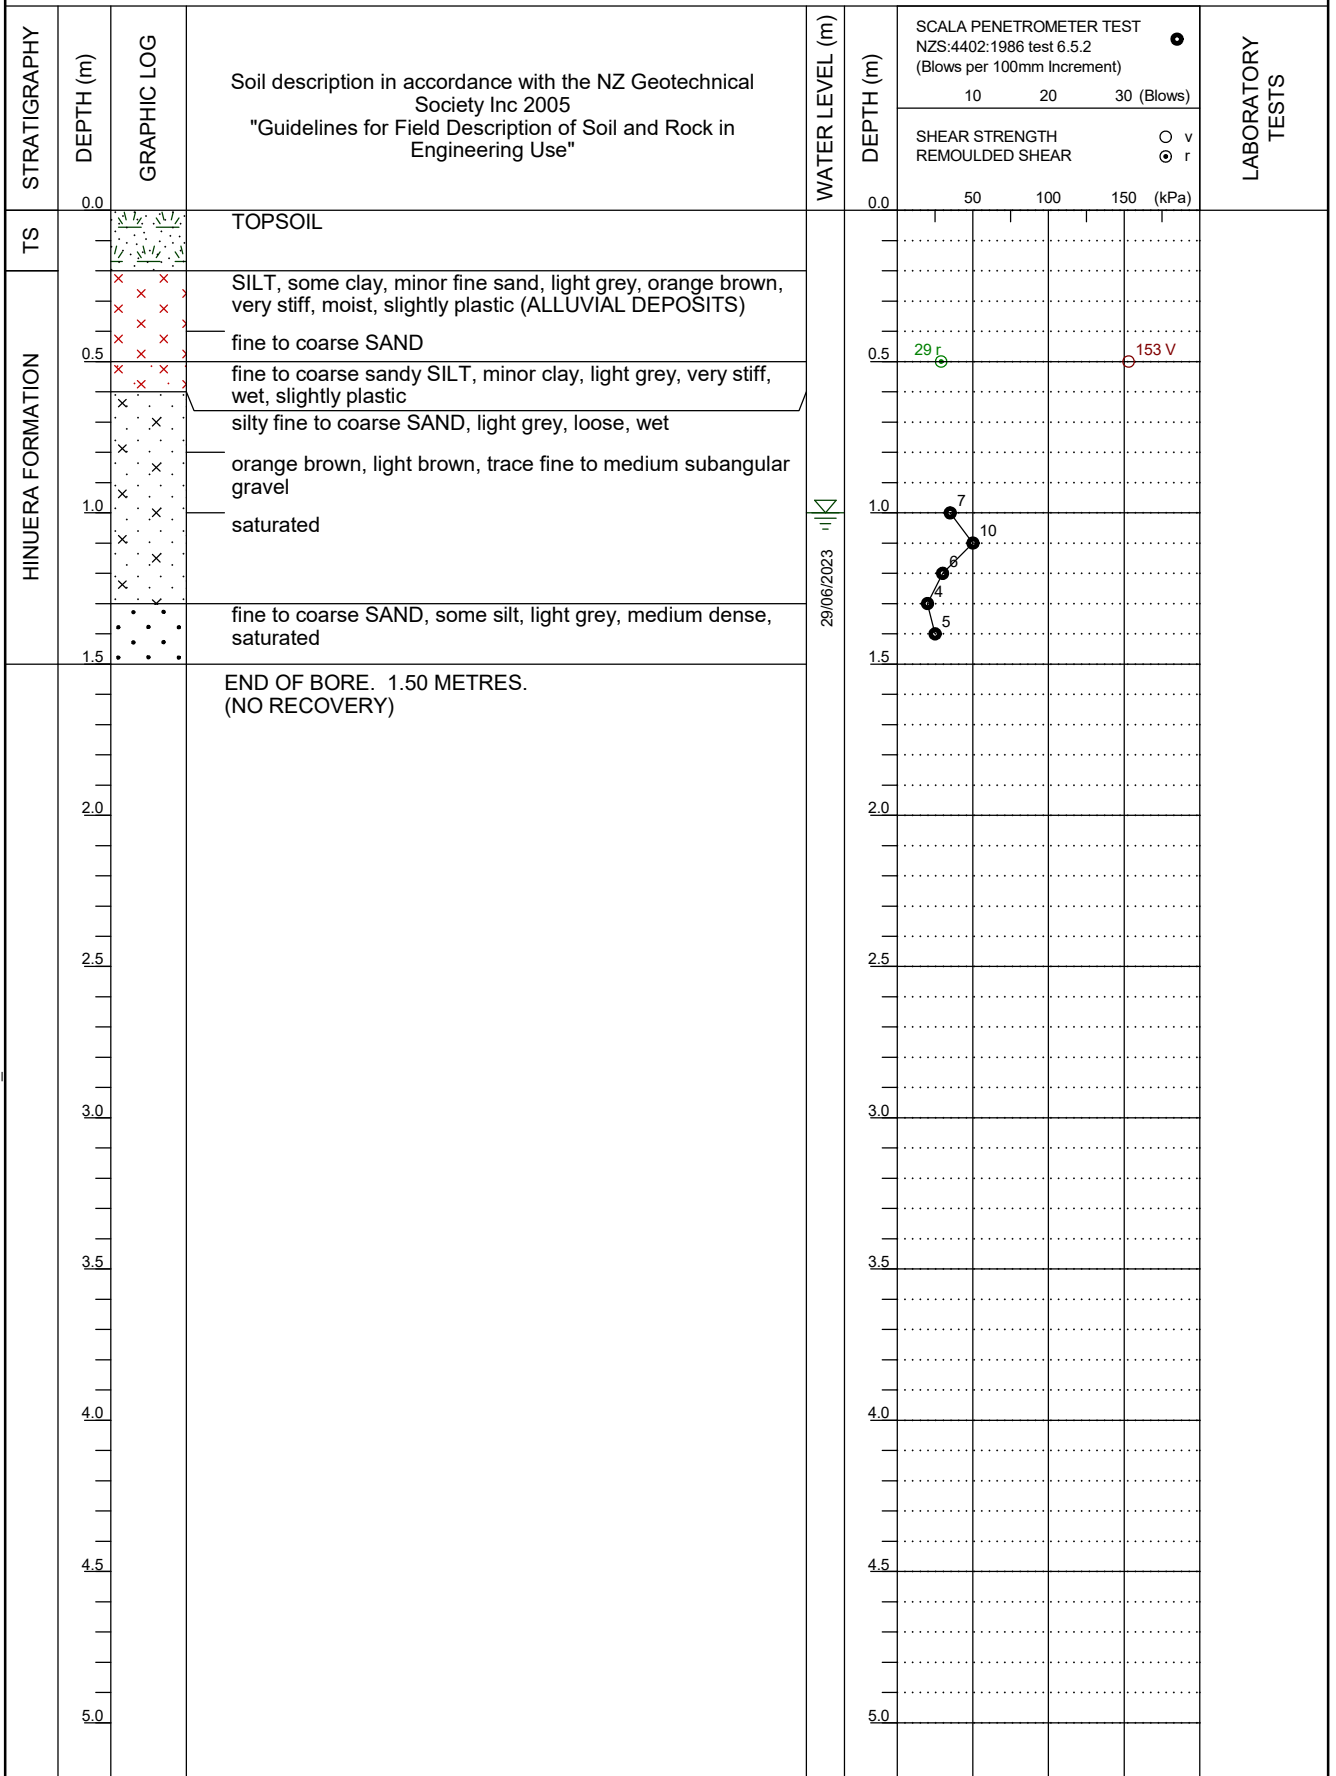 STRATIGRAPHY
DEPTH (m)
GRAPHIC LOG
Soil description in accordance with the NZ Geotechnical
Society Inc 2005
"Guidelines for Field Description of Soil and Rock in
Engineering Use"
WATER LEVEL (m)
DEPTH (m)
SCALA PENETROMETER TEST
NZS:4402:1986 test 6.5.2
(Blows per 100mm Increment)
10 20 30 (Blows)
SHEAR STRENGTH v
REMOULDED SHEAR r
50 100 150 (kPa)
LABORATORY
TESTS
0.0 0.0
TS
TOPSOIL
HINUERA FORMATION
SILT, some clay, minor fine sand, light grey, orange brown,
very stiff, moist, slightly plastic (ALLUVIAL DEPOSITS)
fine to coarse SAND
29 r 153 V
0.5 0.5
fine to coarse sandy SILT, minor clay, light grey, very stiff,
wet, slightly plastic
silty fine to coarse SAND, light grey, loose, wet
orange brown, light brown, trace fine to medium subangular
gravel
1.0 1.0 7
saturated
10
29/06/2023
6
4
fine to coarse SAND, some silt, light grey, medium dense,
saturated
5
1.5 1.5
END OF BORE. 1.50 METRES.
(NO RECOVERY)
2.0 2.0
2.5 2.5
3.0 3.0
3.5 3.5
4.0 4.0
4.5 4.5
5.0 5.0